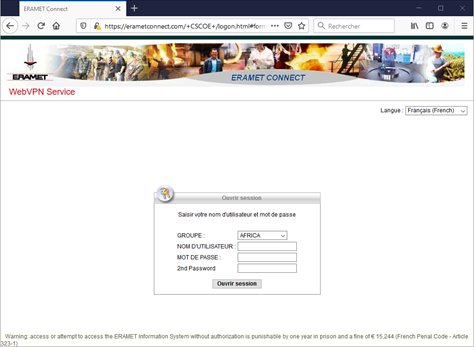 ERAMET Connect
https://erametconnect.com/+CSCOE+/logon.html#form
Rechercher
ERAMET
ERAMET CONNECT
WebVPN Service
Langue : Français (French)
Ouvrir session
Saisir votre nom d'utilisateur et mot de passe
GROUPE : AFRICA
NOM D'UTILISATEUR :
MOT DE PASSE :
2nd Password
Ouvrir session
Warning: access or attempt to access the ERAMET Information System without authorization is punishable by one year in prison and a fine of € 15,244 (French Penal Code - Article
323-1)